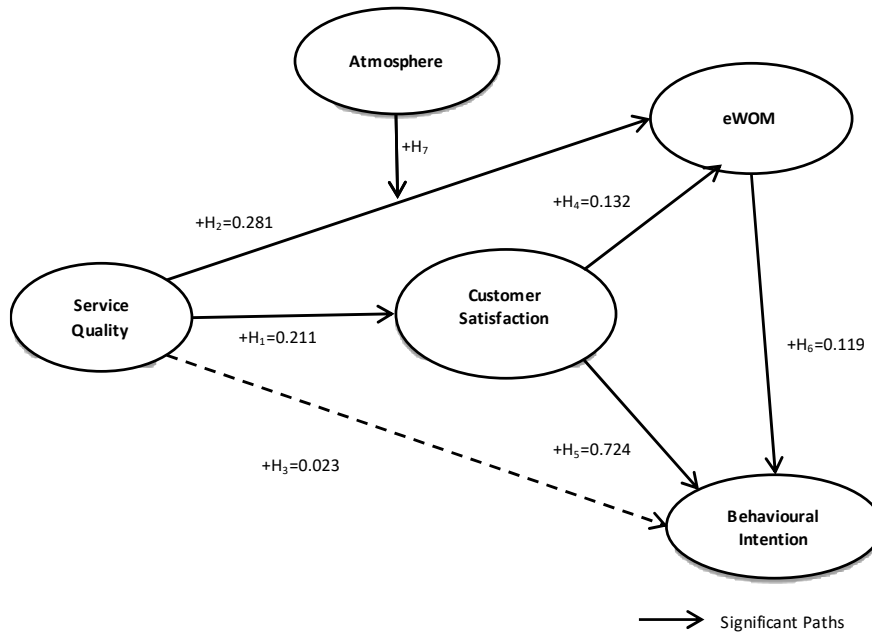 Atmosphere
eWOM
+H₇
+H₂=0.281
+H₄=0.132
Service
Quality
Customer
Satisfaction
+H₁=0.211
+H₆=0.119
+H₃=0.023
+H₅=0.724
Behavioural
Intention
Significant Paths